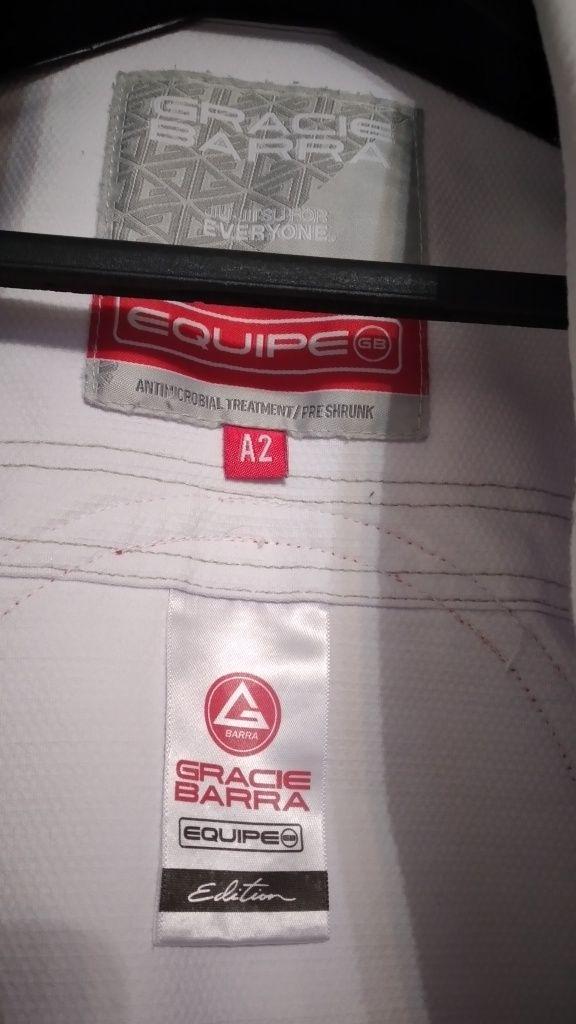 GRACIE
BARRA
JIU-JITSU FOR
EVERYONE.
EQUIPE GB
ANTIMICROBIAL TREATMENT/PRE SHRUNK
A2
G
BARRA
GRACIE
BARRA
EQUIPE GB
Edition